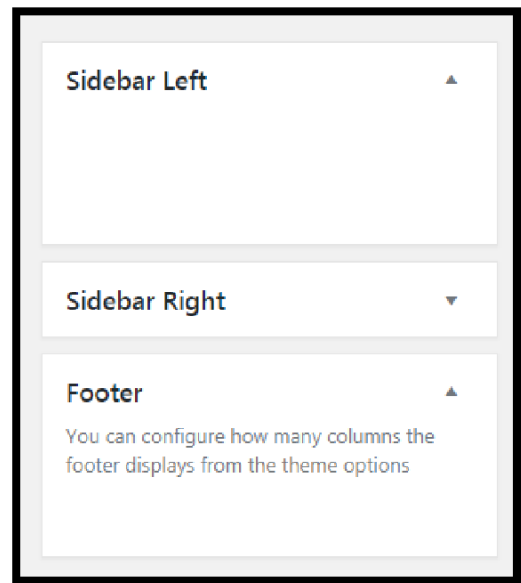 Sidebar Left
Sidebar Right
Footer
You can configure how many columns the
footer displays from the theme options